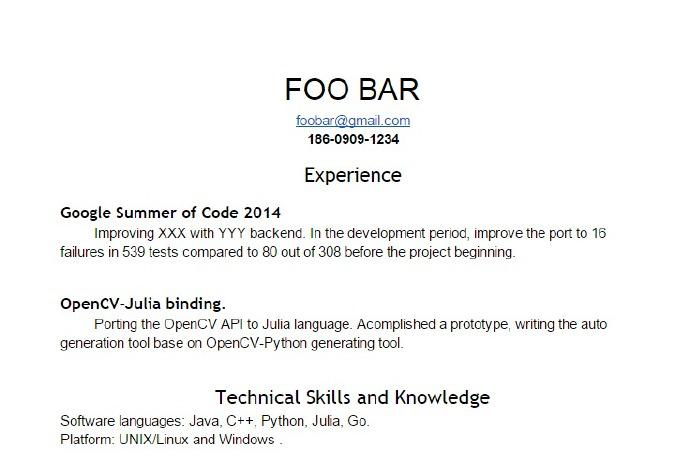 FOO BAR
foobar@gmail.com
186-0909-1234
Experience
Google Summer of Code 2014
Improving XXX with YYY backend. In the development period, improve the port to 16
failures in 539 tests compared to 80 out of 308 before the project beginning.
OpenCV-Julia binding.
Porting the OpenCV API to Julia language. Acomplished a prototype, writing the auto
generation tool base on OpenCV-Python generating tool.
Technical Skills and Knowledge
Software languages: Java, C++, Python, Julia, Go.
Platform: UNIX/Linux and Windows .